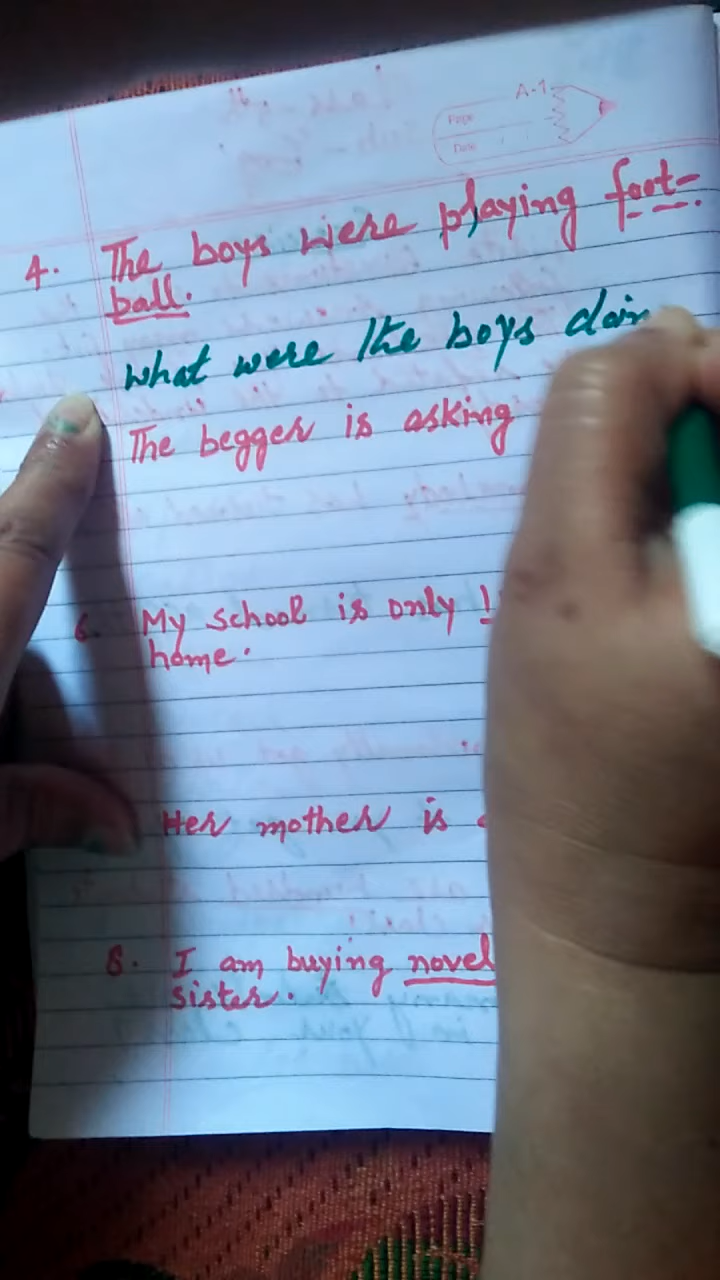 A-1
Page
Date
4. The boys were playing foot-
ball.
what were the boys doin
The begger is asking
6. My school is only
home.
Her mother is
8. I am buying novel
sister.